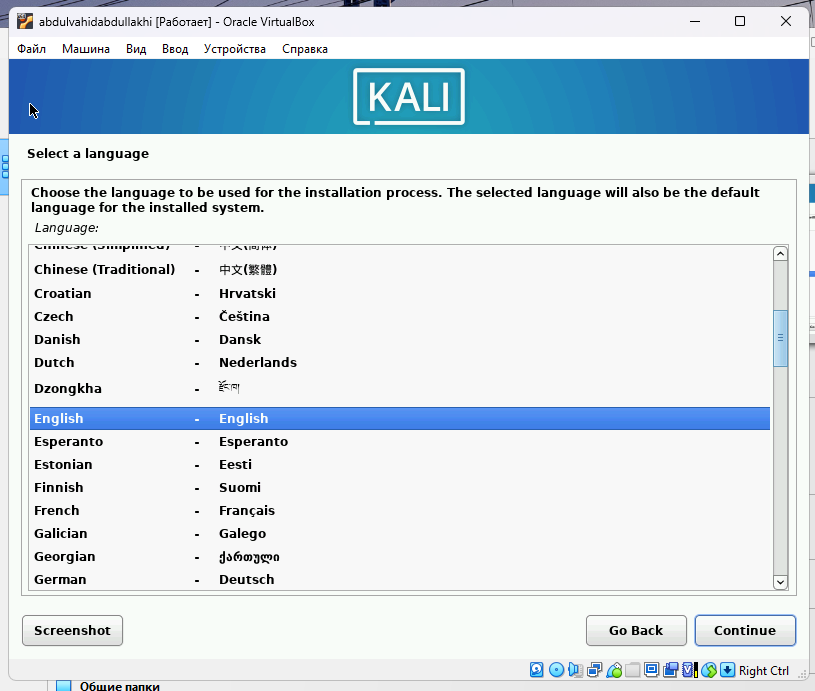 abdulvahidabdullakhi [Работает] - Oracle VirtualBox
Файл Машина Вид Ввод Устройства Справка
KALI
Select a language
Choose the language to be used for the installation process. The selected language will also be the default
language for the installed system.
Language:
Chinese (Simplified) - 中文(简体)
Chinese (Traditional) - 中文(繁體)
Croatian - Hrvatski
Czech - Čeština
Danish - Dansk
Dutch - Nederlands
Dzongkha - རྫོང་ཁ།
English - English
Esperanto - Esperanto
Estonian - Eesti
Finnish - Suomi
French - Français
Galician - Galego
Georgian - ქართული
German - Deutsch
Screenshot Go Back Continue
Right Ctrl
Общие папки